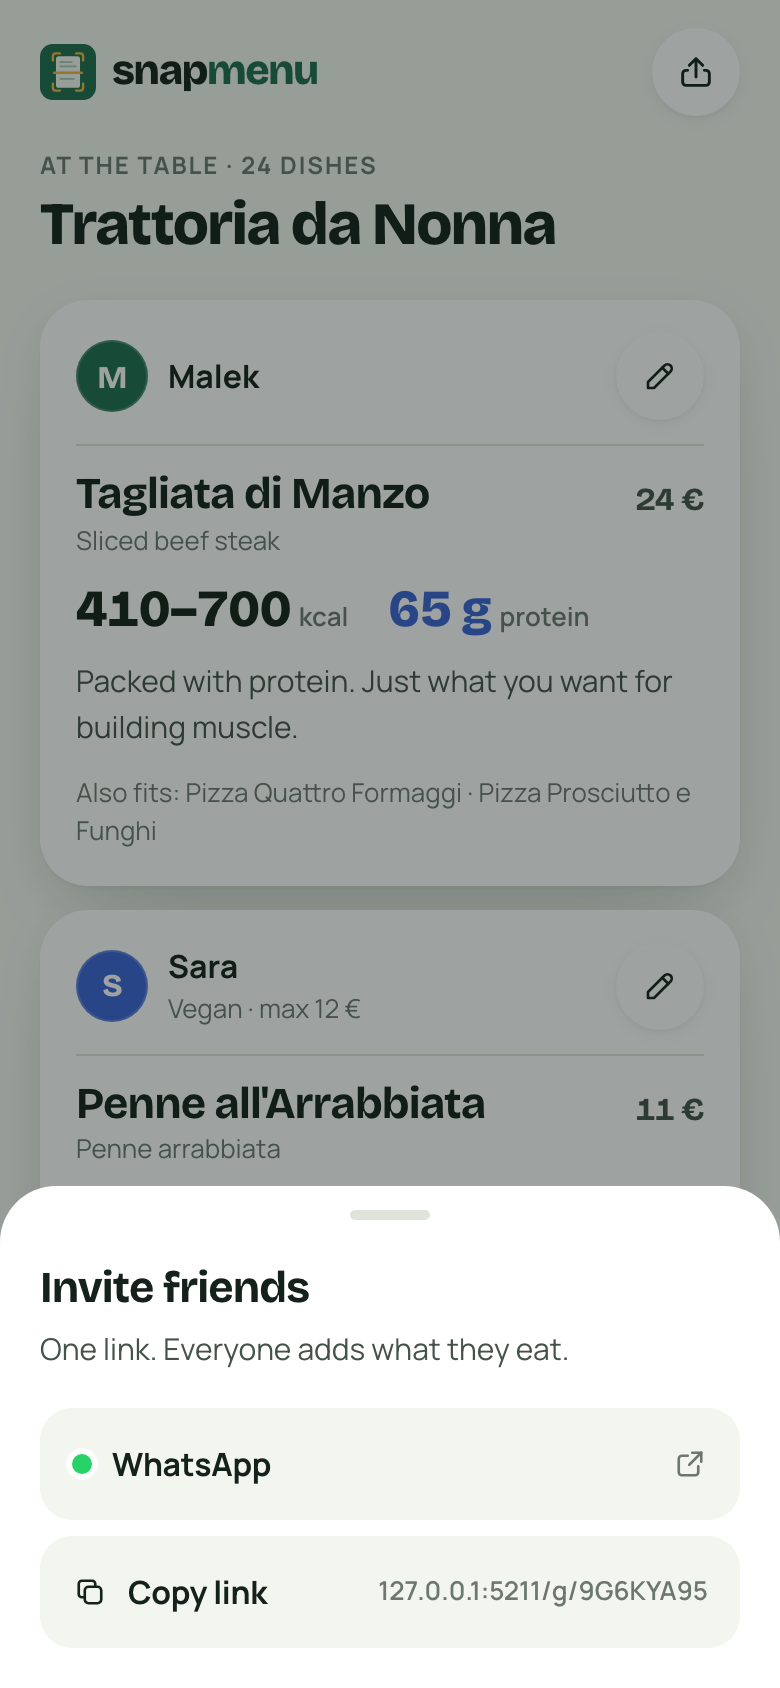 snapmenu
AT THE TABLE · 24 DISHES
Trattoria da Nonna
M
Malek
Tagliata di Manzo
24 €
Sliced beef steak
410–700 kcal 65 g protein
Packed with protein. Just what you want for
building muscle.
Also fits: Pizza Quattro Formaggi · Pizza Prosciutto e
Funghi
S
Sara
Vegan · max 12 €
Penne all'Arrabbiata
11 €
Penne arrabbiata
Invite friends
One link. Everyone adds what they eat.
WhatsApp
Copy link
127.0.0.1:5211/g/9G6KYA95